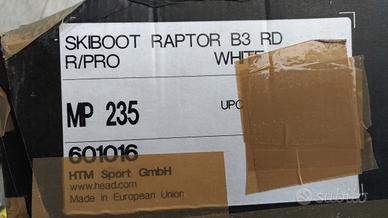 SKIBOOT RAPTOR B3 RD
R/PRO WHITE
MP 235
UPC
601016
HTM Sport GmbH
www.head.com
Made in European Union
subito